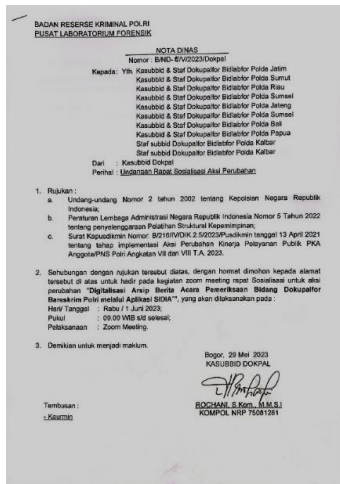 BADAN RESERSE KRIMINAL POLRI
PUSAT LABORATORIUM FORENSIK
NOTA DINAS
Nomor : B/ND- /V/2023/Dokpal
Kepada: Yth. Kasubbid & Staf Dokupalfor Bidlabfor Polda Jatim
Kasubbid & Staf Dokupalfor Bidlabfor Polda Sumut
Kasubbid & Staf Dokupalfor Bidlabfor Polda Riau
Kasubbid & Staf Dokupalfor Bidlabfor Polda Sumsel
Kasubbid & Staf Dokupalfor Bidlabfor Polda Jateng
Kasubbid & Staf Dokupalfor Bidlabfor Polda Sumsel
Kasubbid & Staf Dokupalfor Bidlabfor Polda Bali
Kasubbid & Staf Dokupalfor Bidlabfor Polda Papua
Staf subbid Dokupalfor Bidlabfor Polda Kalbar
Staf subbid Dokupalfor Bidlabfor Polda Kalbar
Dari : Kasubbid Dokpal
Perihal : Undangan Rapat Sosialisasi Aksi Perubahan
1. Rujukan :
a. Undang-undang Nomor 2 tahun 2002 tentang Kepolisian Negara Republik
Indonesia;
b. Peraturan Lembaga Administrasi Negara Republik Indonesia Nomor 5 Tahun 2022
tentang penyelenggaraan Pelatihan Struktural Kepemimpinan;
c. Surat Kapusdikmin Nomor: B/216/IV/DIK.2.5/2023/Pusdikmin tanggal 13 April 2021
tentang tahap implementasi Aksi Perubahan Kinerja Pelayanan Publik PKA
Anggota/PNS Polri Angkatan VII dan VIII T.A. 2023.
2. Sehubungan dengan rujukan tersebut diatas, dengan hormat dimohon kepada alamat
tersebut di atas untuk hadir pada kegiatan zoom meeting rapat Sosialisasi untuk aksi
perubahan "Digitalisasi Arsip Berita Acara Pemeriksaan Bidang Dokupalfor
Bareskrim Polri melalui Aplikasi SIDIA", yang akan dilaksanakan pada :
Hari/ Tanggal : Rabu / 1 Juni 2023;
Pukul : 09.00 WIB s/d selesai;
Pelaksanaan : Zoom Meeting.
3. Demikian untuk menjadi maklum.
Bogor, 29 Mei 2023
KASUBBID DOKPAL
ROCHANI, S.Kom., M.M.S.I
KOMPOL NRP 75081281
Tembusan :
- Kaurmin